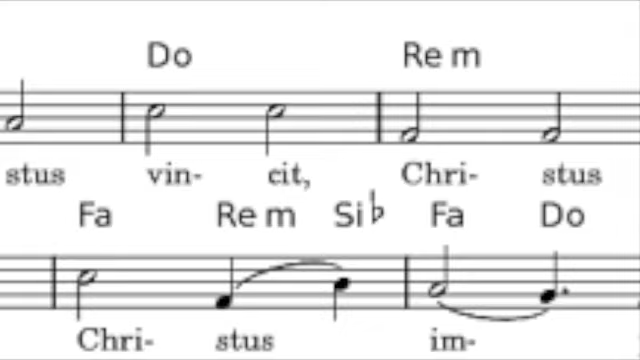 Do Re m
stus vin- cit, Chri- stus
Fa Re m Si♭ Fa Do
Chri- stus im-